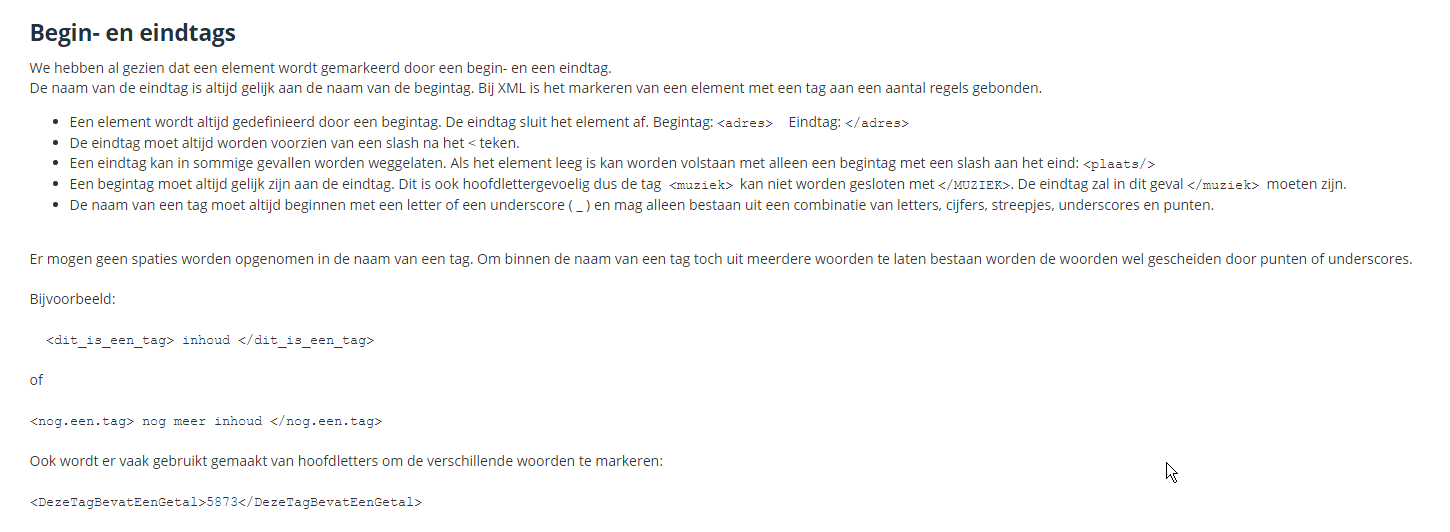 Begin- en eindtags
We hebben al gezien dat een element wordt gemarkeerd door een begin- en een eindtag.
De naam van de eindtag is altijd gelijk aan de naam van de begintag. Bij XML is het markeren van een element met een tag aan een aantal regels gebonden.
• Een element wordt altijd gedefinieerd door een begintag. De eindtag sluit het element af. Begintag: <adres> Eindtag: </adres>
• De eindtag moet altijd worden voorzien van een slash na het < teken.
• Een eindtag kan in sommige gevallen worden weggelaten. Als het element leeg is kan worden volstaan met alleen een begintag met een slash aan het eind: <plaats/>
• Een begintag moet altijd gelijk zijn aan de eindtag. Dit is ook hoofdlettergevoelig dus de tag <muziek> kan niet worden gesloten met </MUZIEK>. De eindtag zal in dit geval </muziek> moeten zijn.
• De naam van een tag moet altijd beginnen met een letter of een underscore ( _ ) en mag alleen bestaan uit een combinatie van letters, cijfers, streepjes, underscores en punten.
Er mogen geen spaties worden opgenomen in de naam van een tag. Om binnen de naam van een tag toch uit meerdere woorden te laten bestaan worden de woorden wel gescheiden door punten of underscores.
Bijvoorbeeld:
<dit_is_een_tag> inhoud </dit_is_een_tag>
of
<nog.een.tag> nog meer inhoud </nog.een.tag>
Ook wordt er vaak gebruikt gemaakt van hoofdletters om de verschillende woorden te markeren:
<DezeTagBevatEenGetal>5873</DezeTagBevatEenGetal>